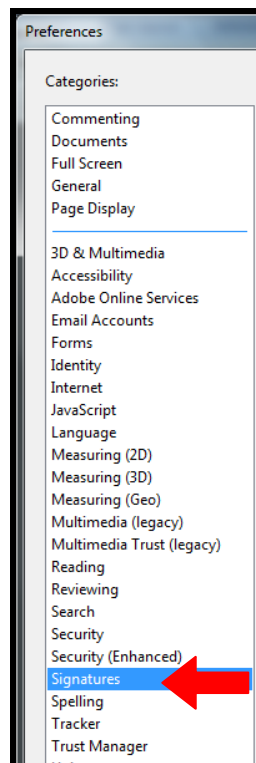 Preferences
Categories:
Commenting
Documents
Full Screen
General
Page Display
3D & Multimedia
Accessibility
Adobe Online Services
Email Accounts
Forms
Identity
Internet
JavaScript
Language
Measuring (2D)
Measuring (3D)
Measuring (Geo)
Multimedia (legacy)
Multimedia Trust (legacy)
Reading
Reviewing
Search
Security
Security (Enhanced)
Signatures
Spelling
Tracker
Trust Manager